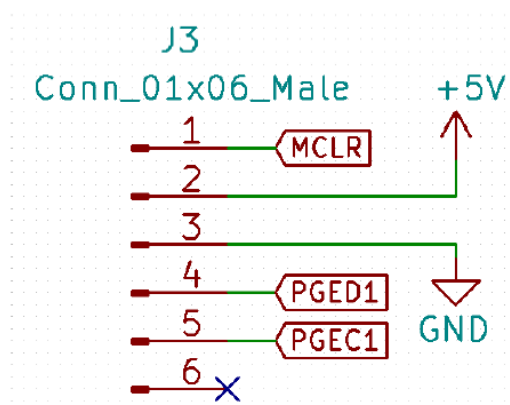 J3
Conn_01x06_Male
+5V
1
MCLR
2
3
4
PGED1
GND
5
PGEC1
6